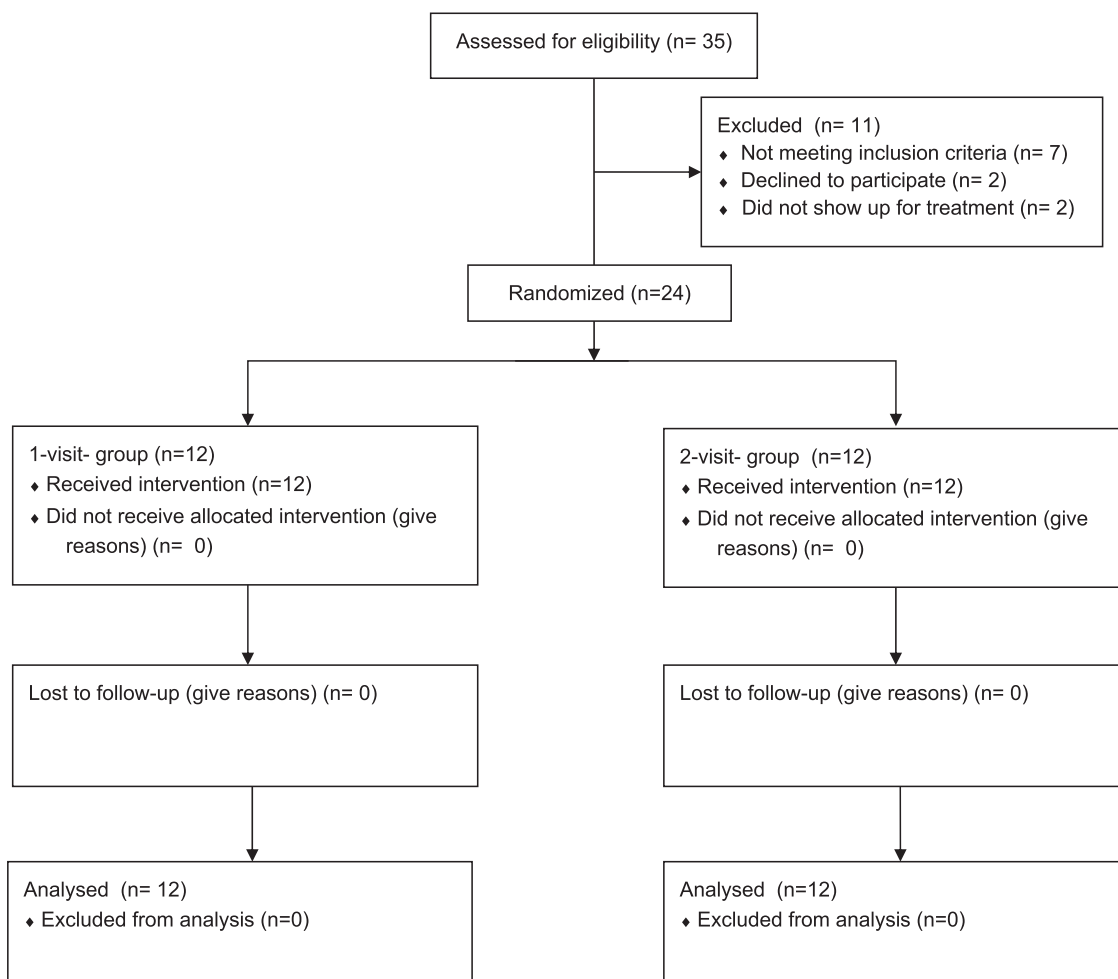 Assessed for eligibility (n= 35)
Excluded  (n= 11)
♦ Not meeting inclusion criteria (n= 7)
♦ Declined to participate (n= 2)
♦ Did not show up for treatment (n= 2)
Randomized (n=24)
1-visit- group (n=12)
♦ Received intervention (n=12)
♦ Did not receive allocated intervention (give
reasons) (n=  0)
2-visit- group  (n=12)
♦ Received intervention (n=12)
♦ Did not receive allocated intervention (give
reasons) (n=  0)
Lost to follow-up (give reasons) (n= 0)
Lost to follow-up (give reasons) (n= 0)
Analysed  (n= 12)
♦ Excluded from analysis (n=0)
Analysed  (n=12)
♦ Excluded from analysis (n=0)